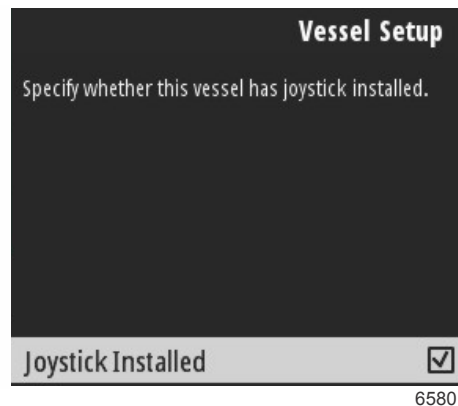 Vessel Setup
Specify whether this vessel has joystick installed.
Joystick Installed
6580